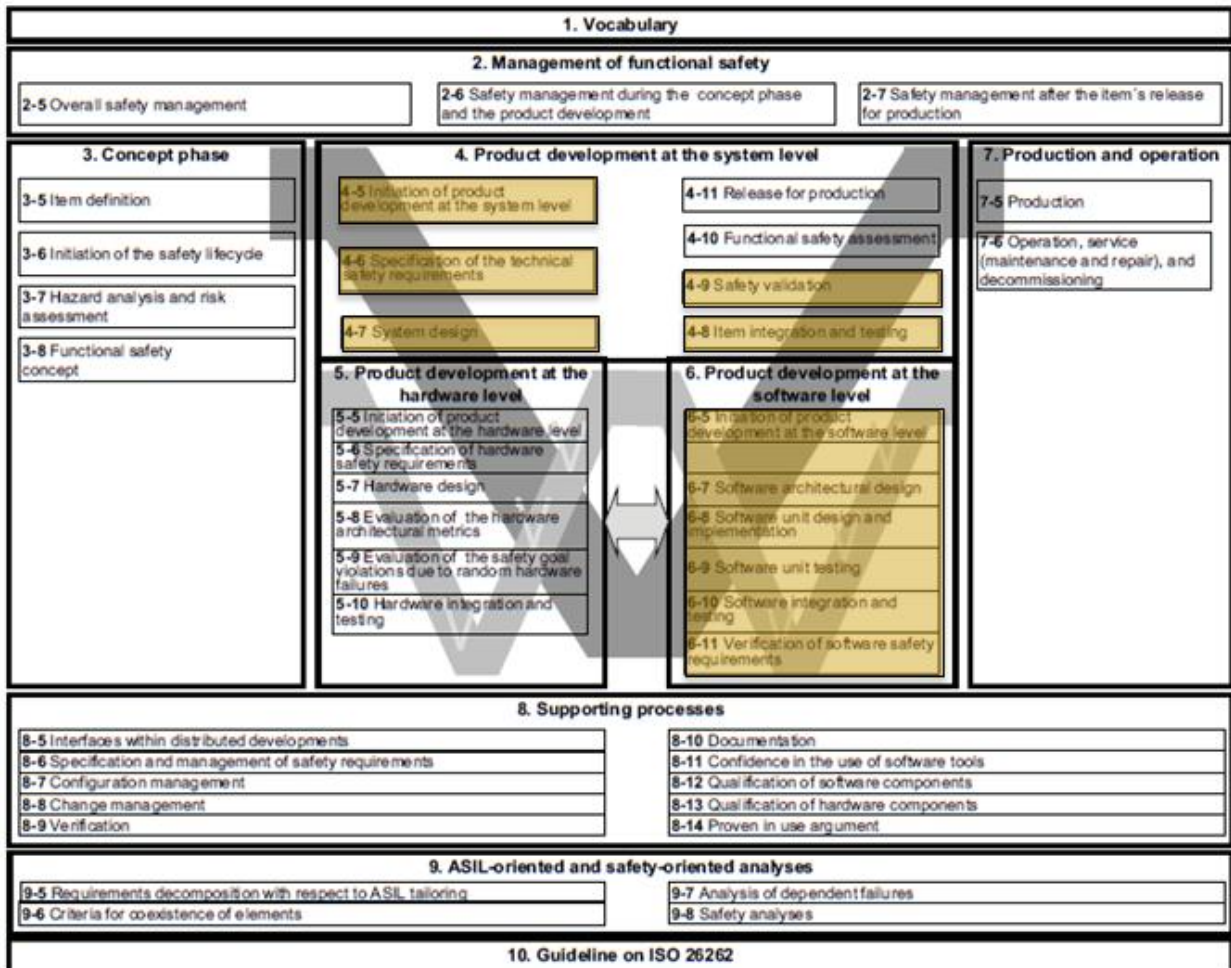 1. Vocabulary
2. Management of functional safety
2-5 Overall safety management
2-6 Safety management during the concept phase
and the product development
2-7 Safety management after the item's release
for production
3. Concept phase
3-5 Item definition
3-6 Initiation of the safety lifecycle
3-7 Hazard analysis and risk
assessment
3-8 Functional safety
concept
4. Product development at the system level
4-5 Initiation of product
development at the system level
4-6 Specification of the technical
safety requirements
4-7 System design
4-11 Release for production
4-10 Functional safety assessment
4-9 Safety validation
4-8 Item integration and testing
7. Production and operation
7-5 Production
7-6 Operation, service
(maintenance and repair), and
decommissioning
5. Product development at the
hardware level
5-5 Initiation of product
development at the hardware level
5-6 Specification of hardware
safety requirements
5-7 Hardware design
5-8 Evaluation of the hardware
architectural metrics
5-9 Evaluation of the safety goal
violations due to random hardware
failures
5-10 Hardware integration and
testing
6. Product development at the
software level
6-5 Initiation of product
development at the software level
6-7 Software architectural design
6-8 Software unit design and
implementation
6-9 Software unit testing
6-10 Software integration and
testing
6-11 Verification of software safety
requirements
8. Supporting processes
8-5 Interfaces within distributed developments
8-6 Specification and management of safety requirements
8-7 Configuration management
8-8 Change management
8-9 Verification
8-10 Documentation
8-11 Confidence in the use of software tools
8-12 Qualification of software components
8-13 Qualification of hardware components
8-14 Proven in use argument
9. ASIL-oriented and safety-oriented analyses
9-5 Requirements decomposition with respect to ASIL tailoring
9-6 Criteria for coexistence of elements
9-7 Analysis of dependent failures
9-8 Safety analyses
10. Guideline on ISO 26262